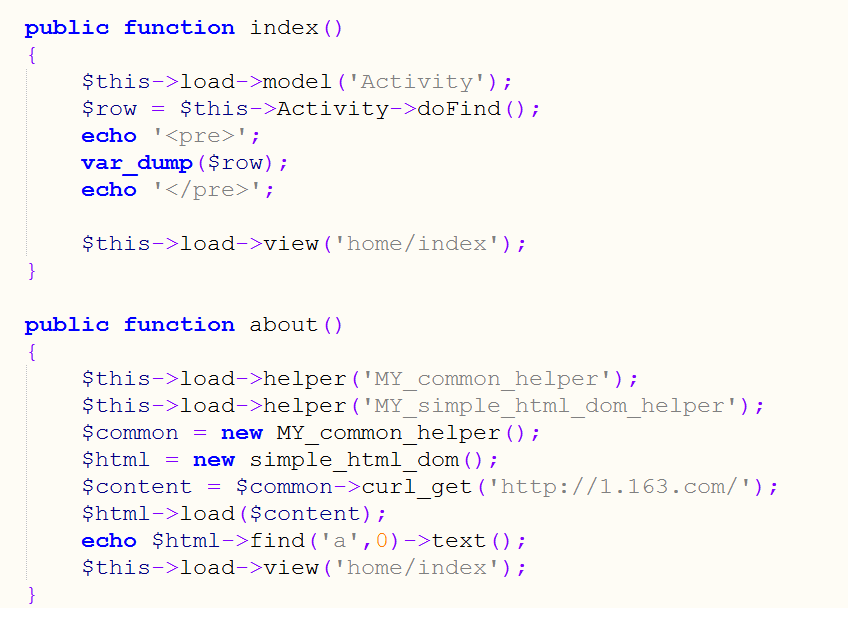 public function index()
{
    $this->load->model('Activity');
    $row = $this->Activity->doFind();
    echo '<pre>';
    var_dump($row);
    echo '</pre>';

    $this->load->view('home/index');
}

public function about()
{
    $this->load->helper('MY_common_helper');
    $this->load->helper('MY_simple_html_dom_helper');
    $common = new MY_common_helper();
    $html = new simple_html_dom();
    $content = $common->curl_get('http://1.163.com/');
    $html->load($content);
    echo $html->find('a',0)->text();
    $this->load->view('home/index');
}